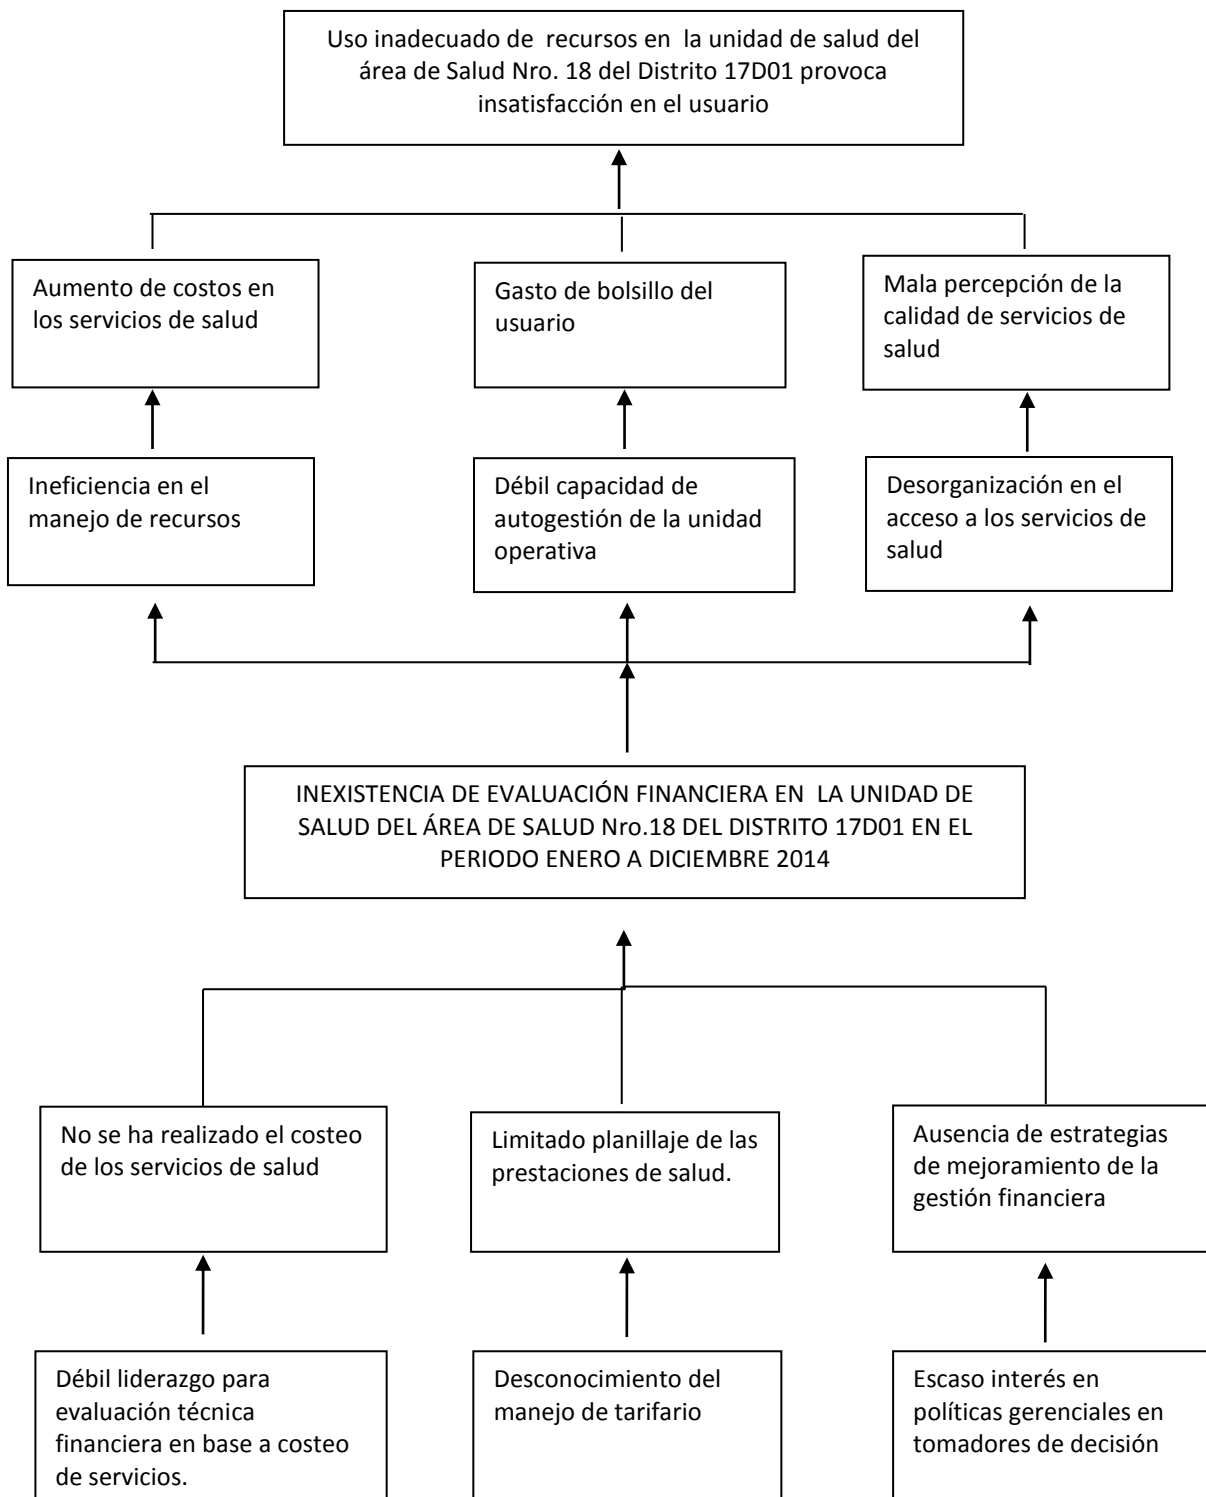 Uso inadecuado de recursos en la unidad de salud del
área de Salud Nro. 18 del Distrito 17D01 provoca
insatisfacción en el usuario
Aumento de costos en
los servicios de salud
Gasto de bolsillo del
usuario
Mala percepción de la
calidad de servicios de
salud
Ineficiencia en el
manejo de recursos
Débil capacidad de
autogestión de la unidad
operativa
Desorganización en el
acceso a los servicios de
salud
INEXISTENCIA DE EVALUACIÓN FINANCIERA EN LA UNIDAD DE
SALUD DEL ÁREA DE SALUD Nro.18 DEL DISTRITO 17D01 EN EL
PERIODO ENERO A DICIEMBRE 2014
No se ha realizado el costeo
de los servicios de salud
Limitado planillaje de las
prestaciones de salud.
Ausencia de estrategias
de mejoramiento de la
gestión financiera
Débil liderazgo para
evaluación técnica
financiera en base a costeo
de servicios.
Desconocimiento del
manejo de tarifario
Escaso interés en
políticas gerenciales en
tomadores de decisión